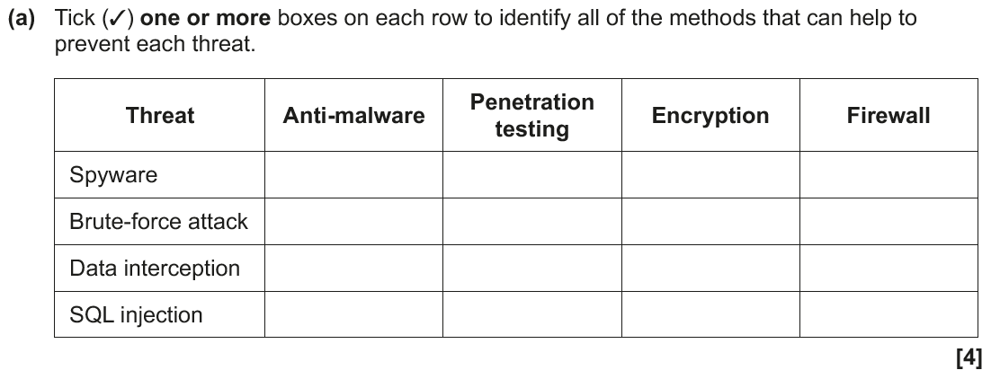 (a) Tick (✓) one or more boxes on each row to identify all of the methods that can help to
prevent each threat.
Threat Anti-malware Penetration testing Encryption Firewall
Spyware
Brute-force attack
Data interception
SQL injection
[4]